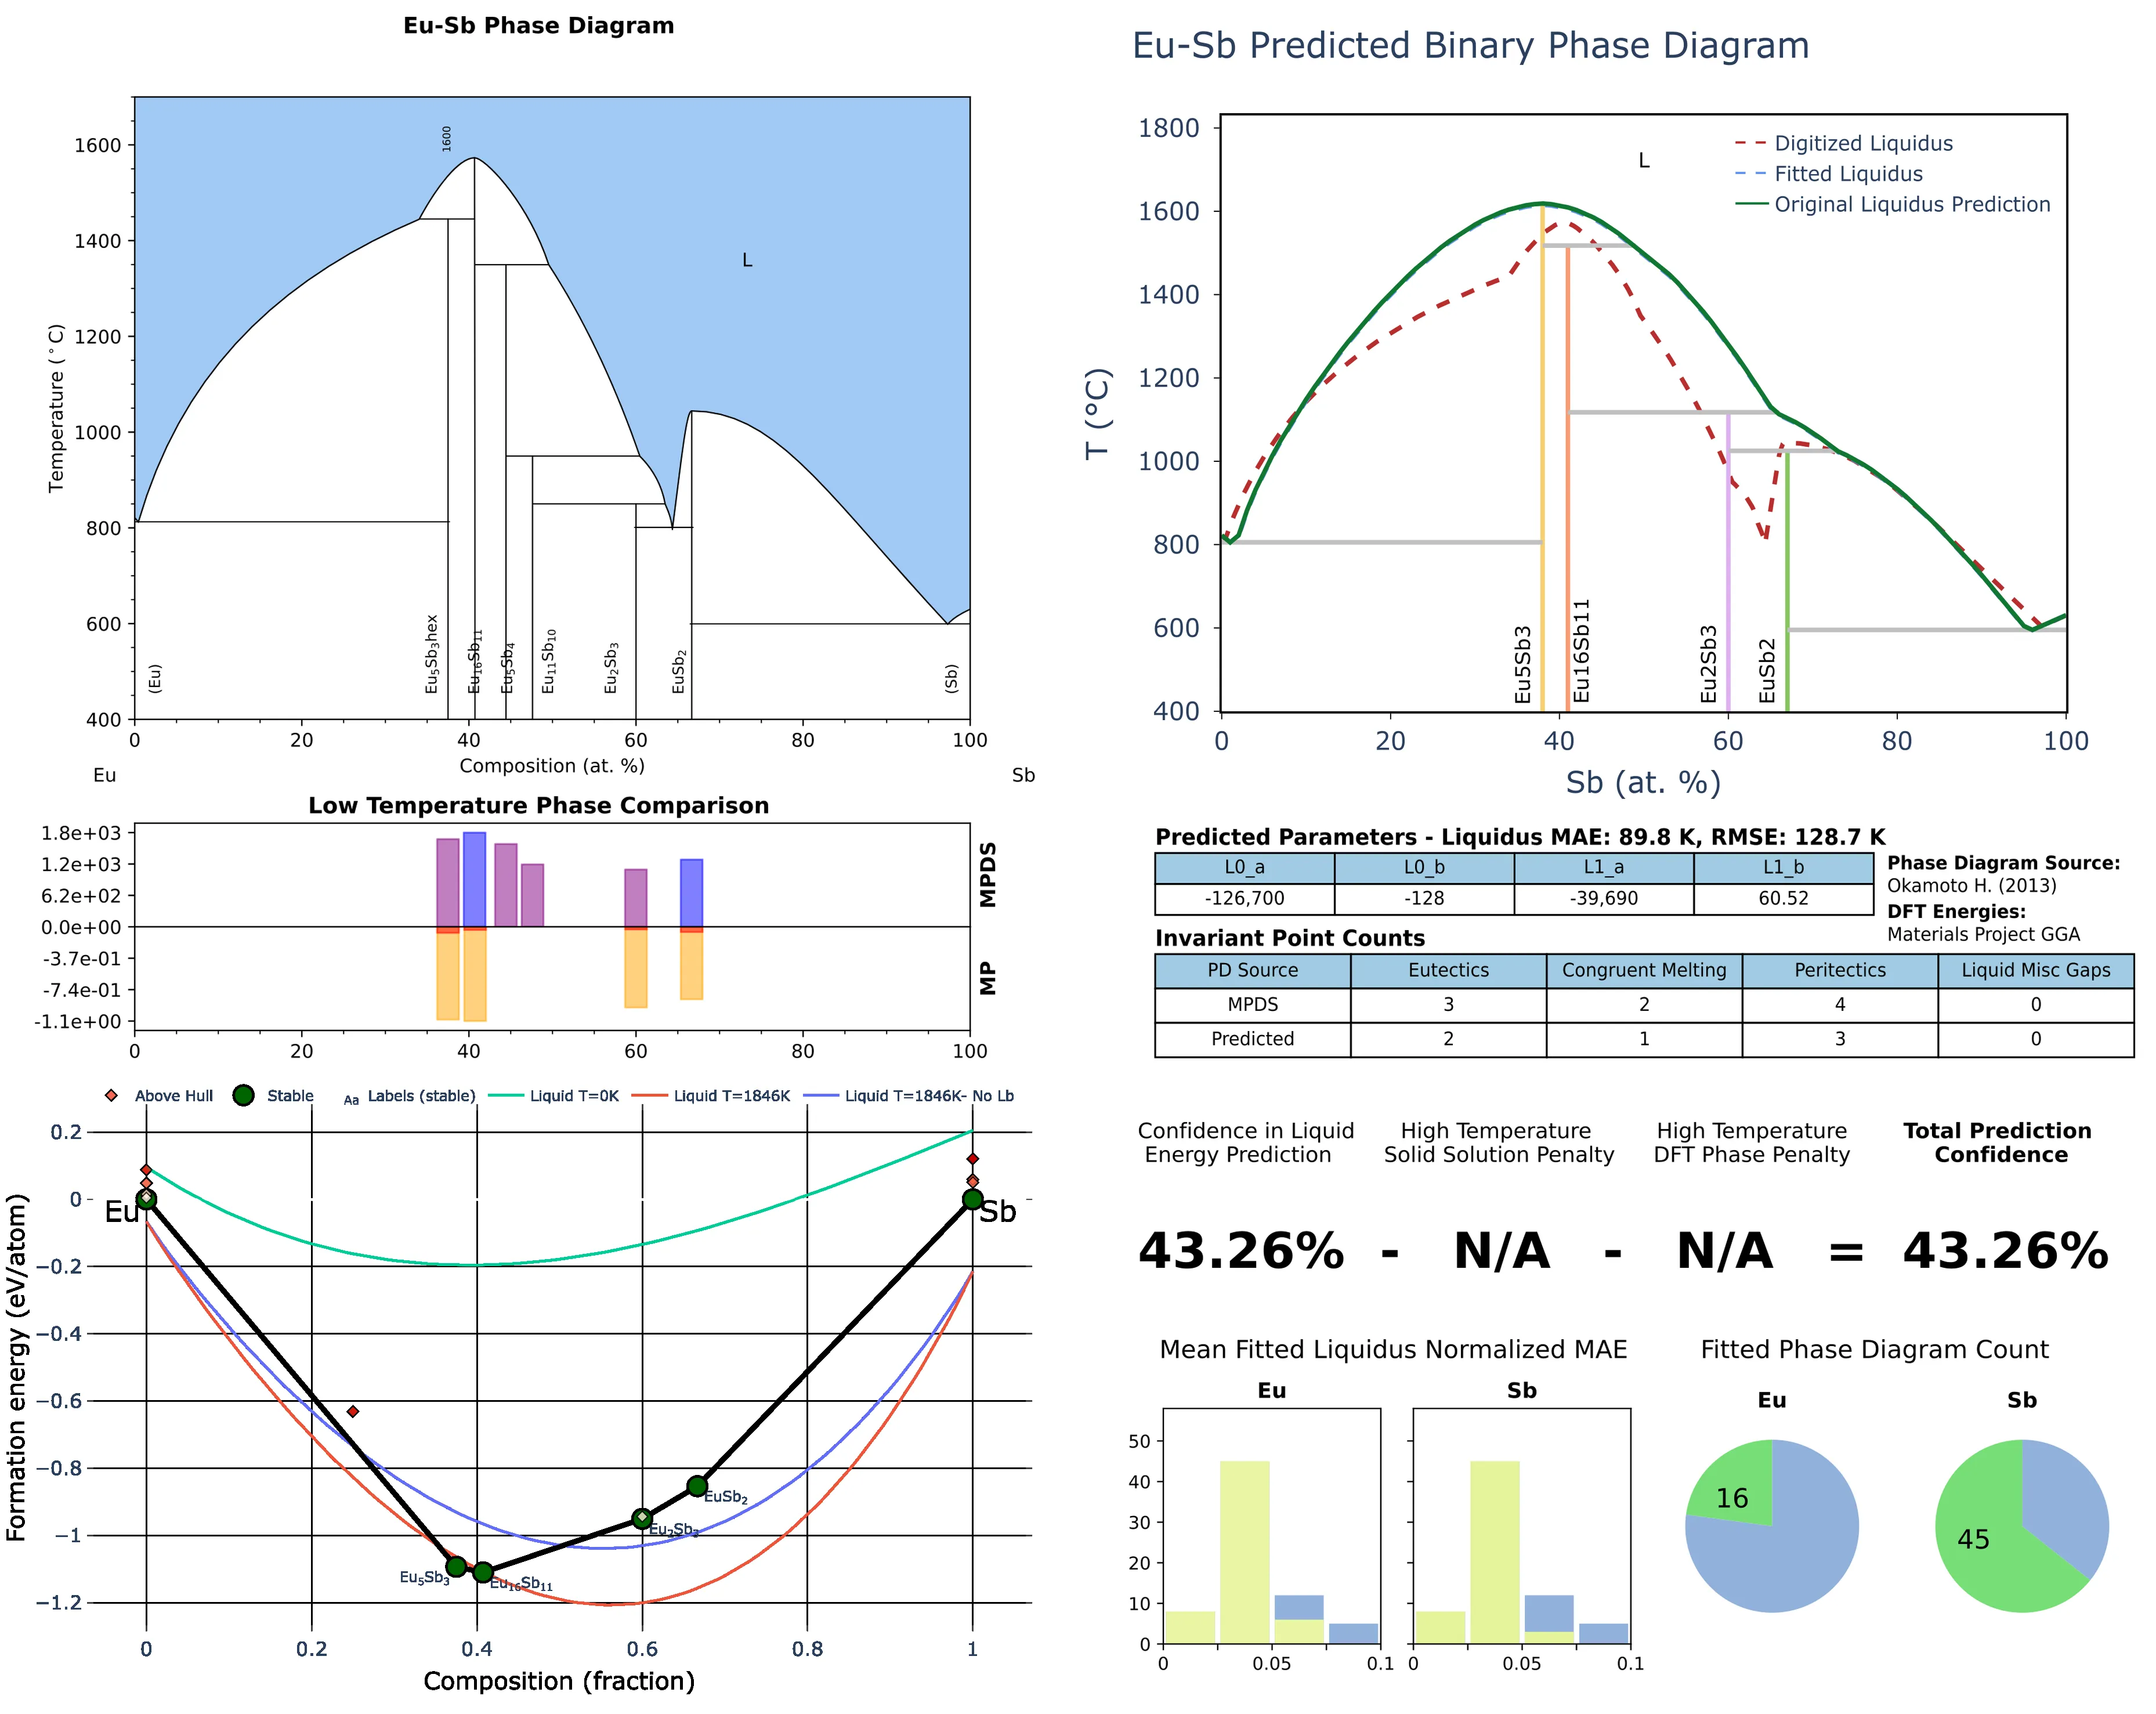 Eu-Sb Phase Diagram
1600
1600
1400
1200
1000
800
600
400
Temperature (°C)
L
(Eu)
Eu5Sb3hex
Eu16Sb11
Eu5Sb4
Eu11Sb10
Eu2Sb3
EuSb2
(Sb)
0 20 40 60 80 100
Composition (at. %)
Eu
Sb
Low Temperature Phase Comparison
1.8e+03
1.2e+03
6.2e+02
0.0e+00
-3.7e-01
-7.4e-01
-1.1e+00
MPDS
MP
0 20 40 60 80 100
Above Hull
Stable
Aa Labels (stable)
Liquid T=0K
Liquid T=1846K
Liquid T=1846K- No Lb
0.2
0
−0.2
−0.4
−0.6
−0.8
−1
−1.2
Formation energy (eV/atom)
Eu
Sb
Eu5Sb3
Eu16Sb11
Eu2Sb3
EuSb2
0 0.2 0.4 0.6 0.8 1
Composition (fraction)
Eu-Sb Predicted Binary Phase Diagram
1800
1600
1400
1200
1000
800
600
400
T (°C)
L
Digitized Liquidus
Fitted Liquidus
Original Liquidus Prediction
Eu5Sb3
Eu16Sb11
Eu2Sb3
EuSb2
0 20 40 60 80 100
Sb (at. %)
Predicted Parameters - Liquidus MAE: 89.8 K, RMSE: 128.7 K
L0_a L0_b L1_a L1_b
-126,700 -128 -39,690 60.52
Phase Diagram Source:
Okamoto H. (2013)
DFT Energies:
Materials Project GGA
Invariant Point Counts
PD Source Eutectics Congruent Melting Peritectics Liquid Misc Gaps
MPDS 3 2 4 0
Predicted 2 1 3 0
Confidence in Liquid
Energy Prediction
High Temperature
Solid Solution Penalty
High Temperature
DFT Phase Penalty
Total Prediction
Confidence
43.26% - N/A - N/A = 43.26%
Mean Fitted Liquidus Normalized MAE
Eu
Sb
50
40
30
20
10
0
0 0.05 0.1
0 0.05 0.1
Fitted Phase Diagram Count
Eu
Sb
16
45